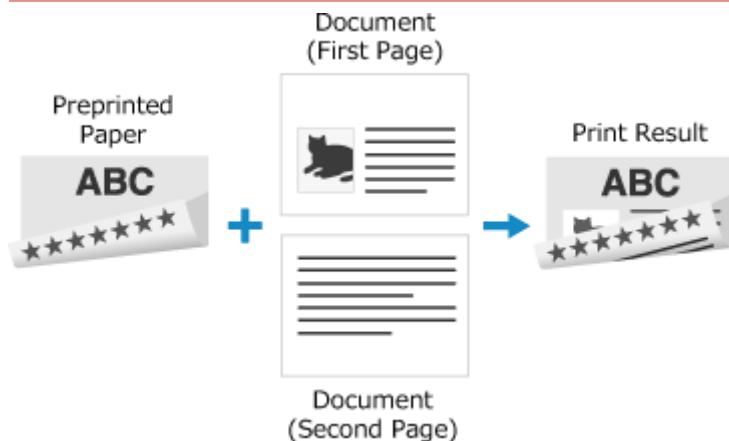 Document
(First Page)
Preprinted
Paper
ABC
Print Result
ABC
Document
(Second Page)